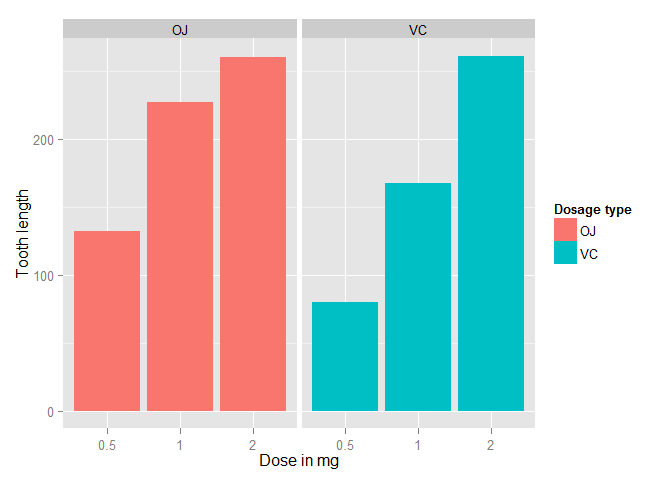 OJ
VC
Tooth length
200
100
0
0.5
1
2
0.5
1
2
Dose in mg
Dosage type
OJ
VC